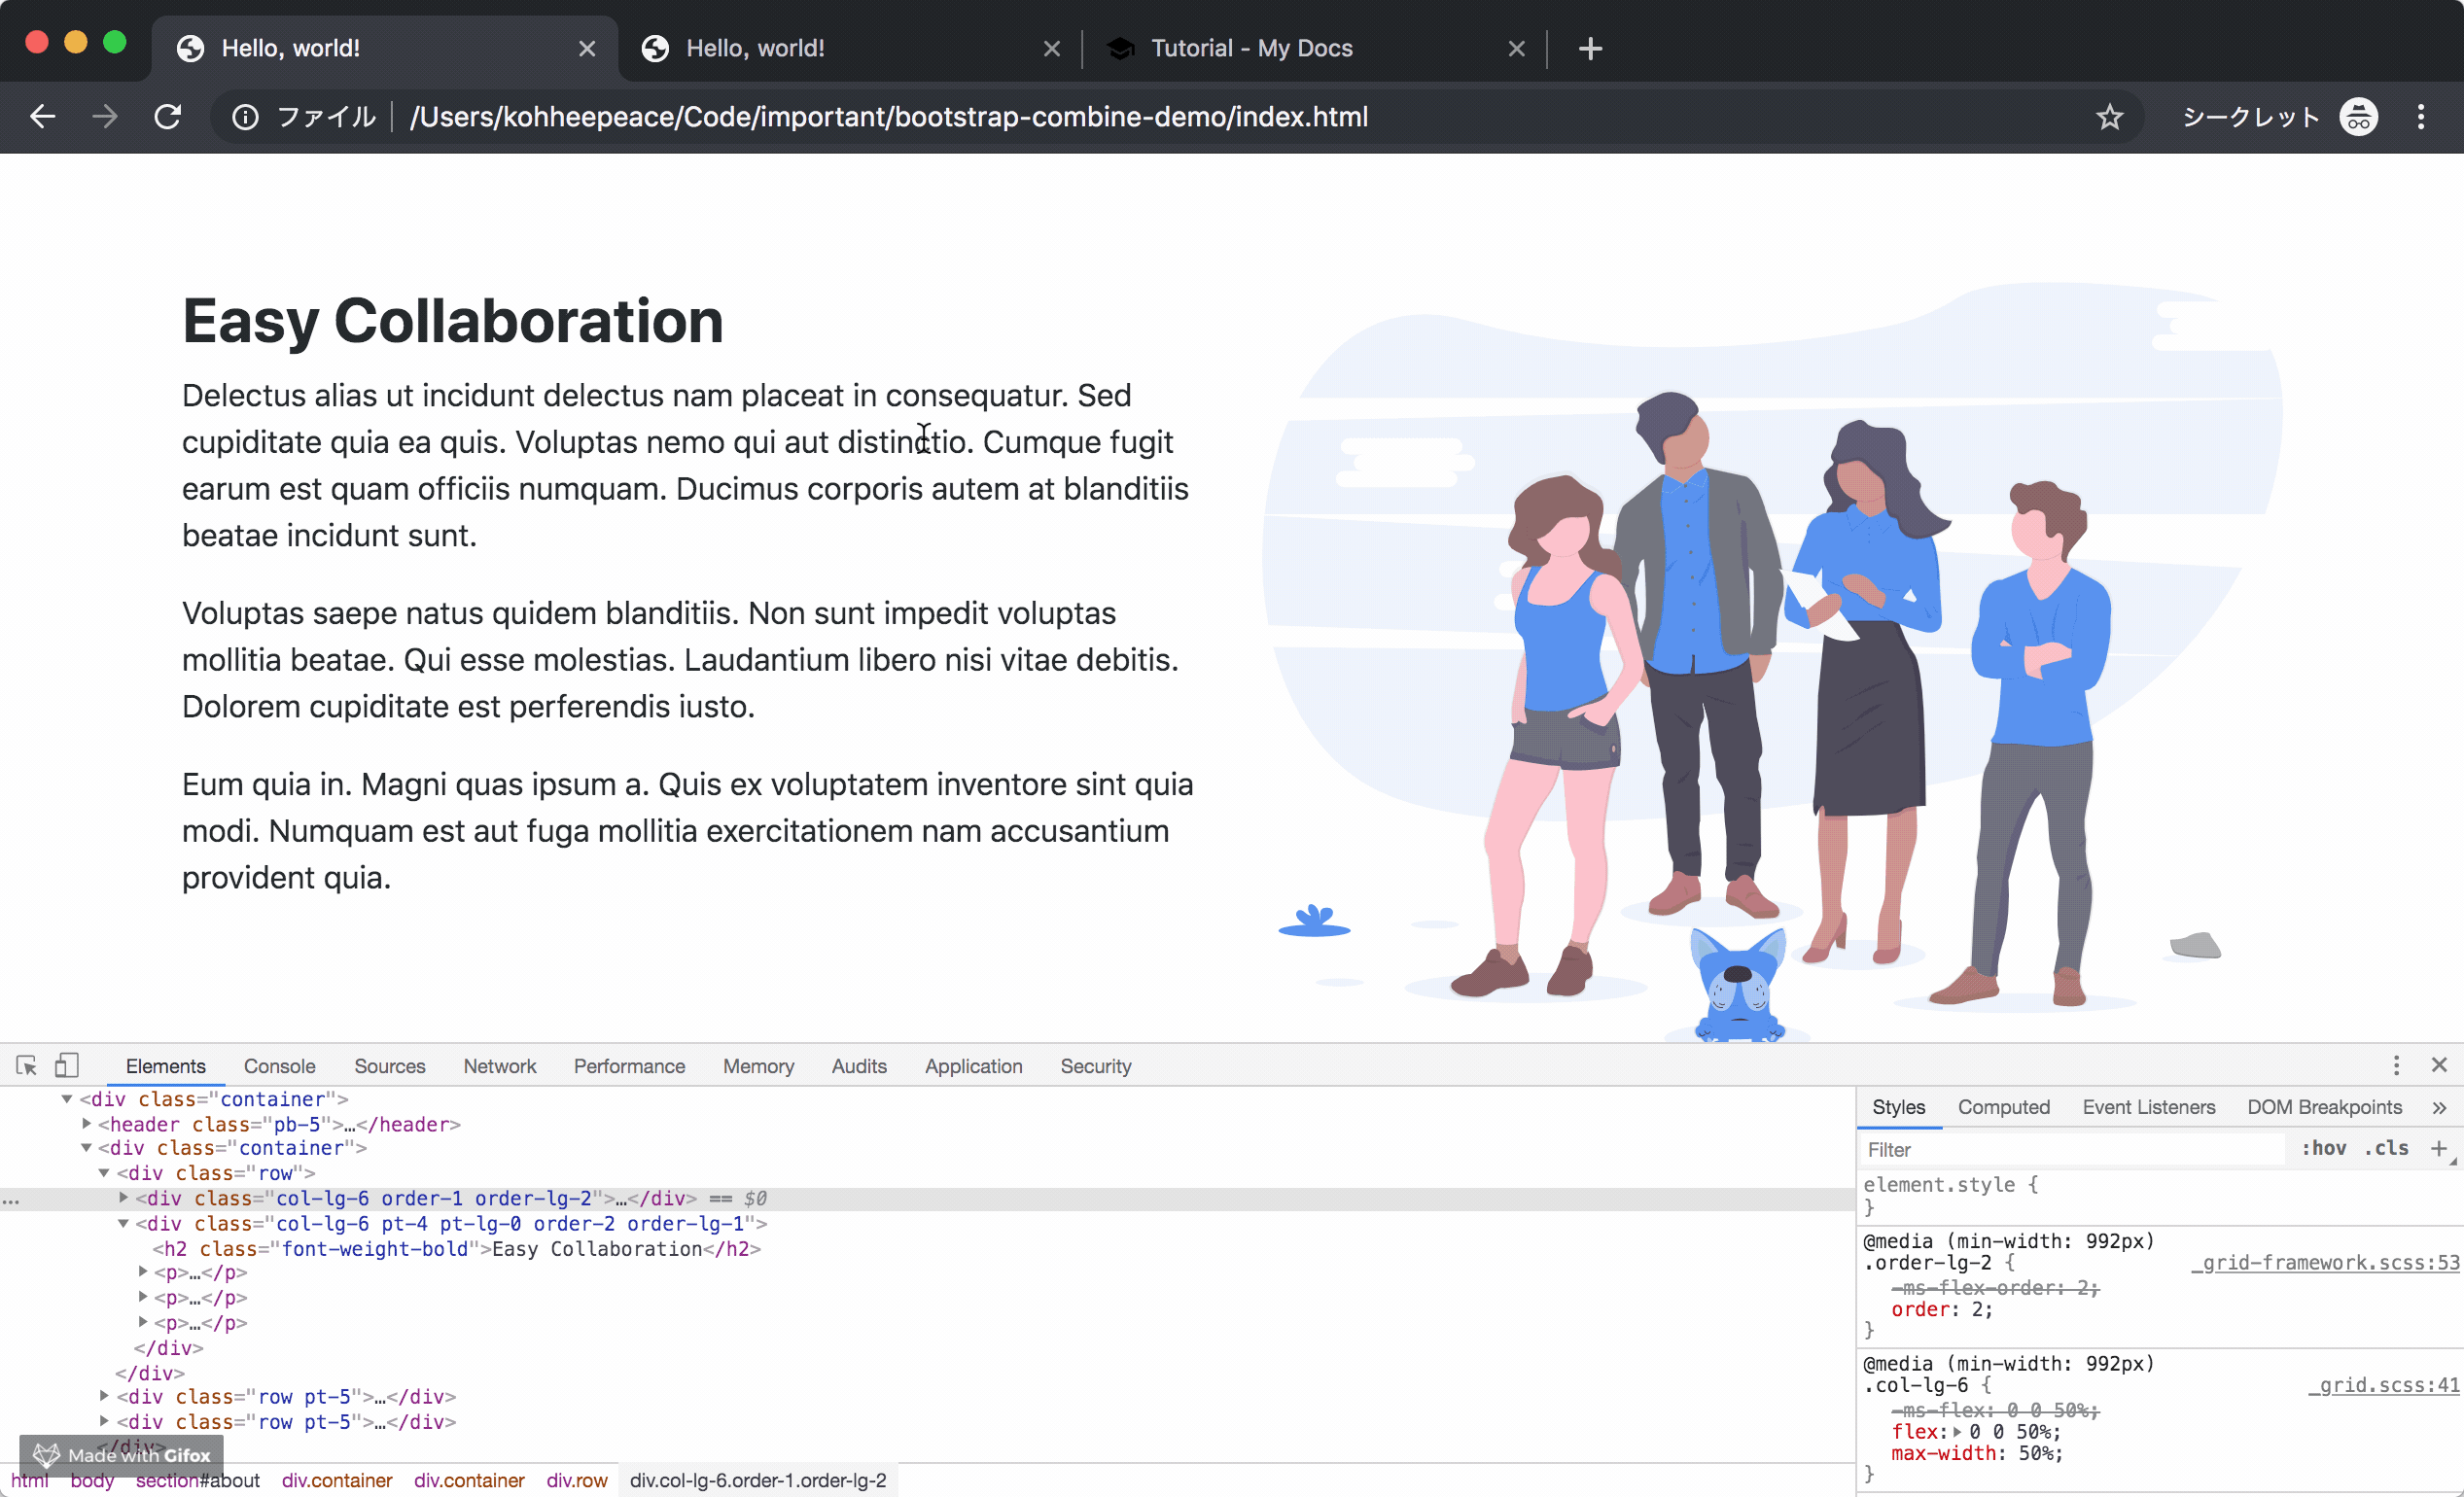 Hello, world!
Hello, world!
Tutorial - My Docs
ファイル
/Users/kohheepeace/Code/important/bootstrap-combine-demo/index.html
シークレット
Easy Collaboration
Delectus alias ut incidunt delectus nam placeat in consequatur. Sed
cupiditate quia ea quis. Voluptas nemo qui aut distinctio. Cumque fugit
earum est quam officiis numquam. Ducimus corporis autem at blanditiis
beatae incidunt sunt.
Voluptas saepe natus quidem blanditiis. Non sunt impedit voluptas
mollitia beatae. Qui esse molestias. Laudantium libero nisi vitae debitis.
Dolorem cupiditate est perferendis iusto.
Eum quia in. Magni quas ipsum a. Quis ex voluptatem inventore sint quia
modi. Numquam est aut fuga mollitia exercitationem nam accusantium
provident quia.
Elements Console Sources Network Performance Memory Audits Application Security
<div class="container">
<header class="pb-5">…</header>
<div class="container">
<div class="row">
… <div class="col-lg-6 order-1 order-lg-2">…</div> == $0
<div class="col-lg-6 pt-4 pt-lg-0 order-2 order-lg-1">
<h2 class="font-weight-bold">Easy Collaboration</h2>
<p>…</p>
<p>…</p>
<p>…</p>
</div>
</div>
<div class="row pt-5">…</div>
<div class="row pt-5">…</div>
</div>
Made with Gifox
html body section#about div.container div.container div.row div.col-lg-6.order-1.order-lg-2
Styles Computed Event Listeners DOM Breakpoints »
Filter :hov .cls +
element.style {
}
@media (min-width: 992px)
.order-lg-2 { _grid-framework.scss:53
-ms-flex-order: 2;
order: 2;
}
@media (min-width: 992px)
.col-lg-6 { _grid.scss:41
-ms-flex: 0 0 50%;
flex: 0 0 50%;
max-width: 50%;
}